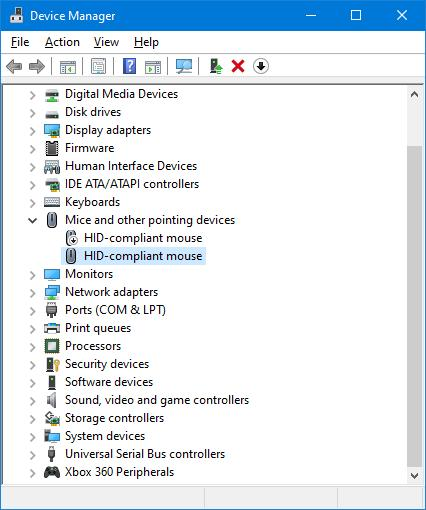 Device Manager
File Action View Help
Digital Media Devices
Disk drives
Display adapters
Firmware
Human Interface Devices
IDE ATA/ATAPI controllers
Keyboards
Mice and other pointing devices
HID-compliant mouse
HID-compliant mouse
Monitors
Network adapters
Ports (COM & LPT)
Print queues
Processors
Security devices
Software devices
Sound, video and game controllers
Storage controllers
System devices
Universal Serial Bus controllers
Xbox 360 Peripherals